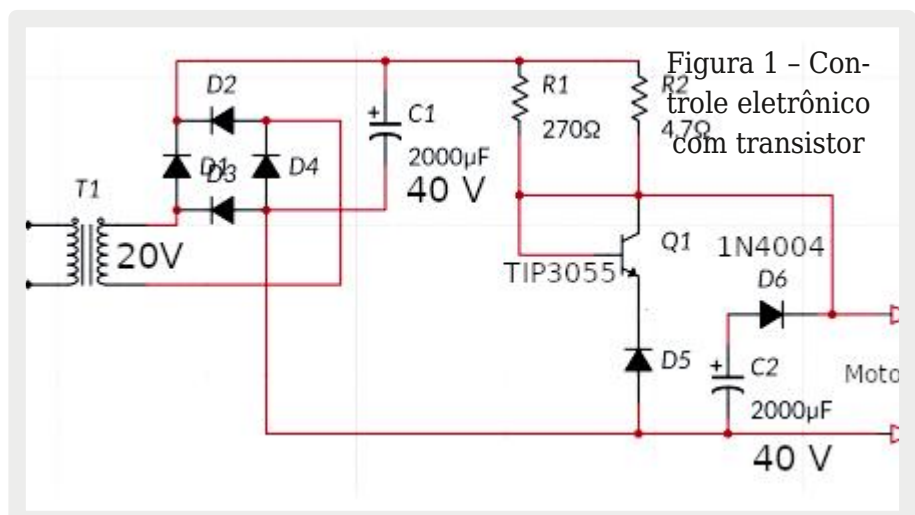 Figura 1 – Con-
trole eletrônico
com transistor
D2
R1
R2
C1
270Ω
4,7Ω
2000µF
40 V
D1
D3
D4
T1
20V
Q1
1N4004
TIP3055
D6
D5
C2
Moto
2000µF
40 V